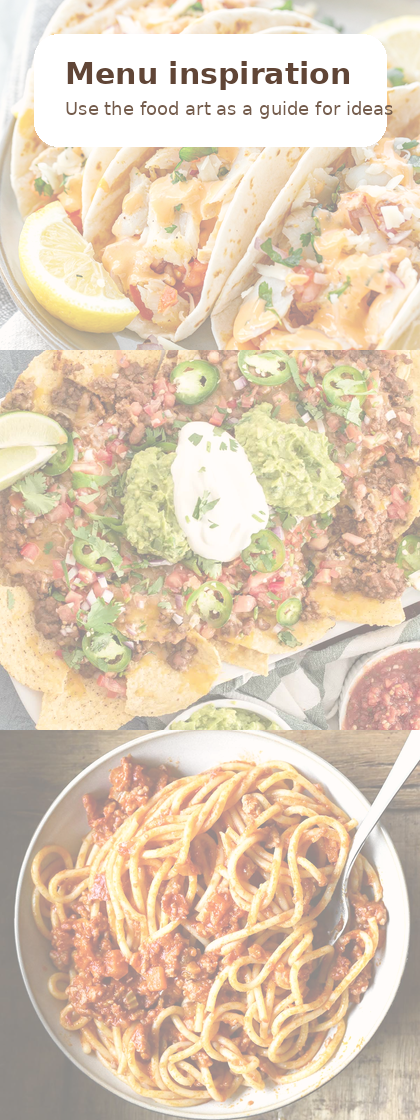 Menu inspiration
Use the food art as a guide for ideas